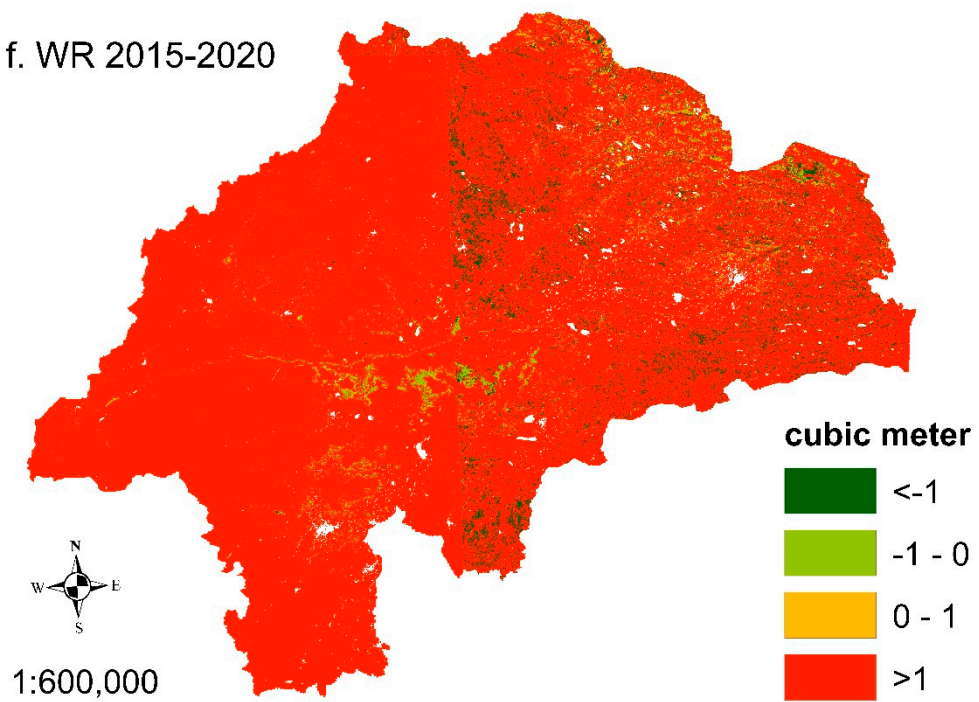 f. WR 2015-2020
cubic meter
<-1
-1 - 0
0 - 1
>1
N
W E
S
1:600,000